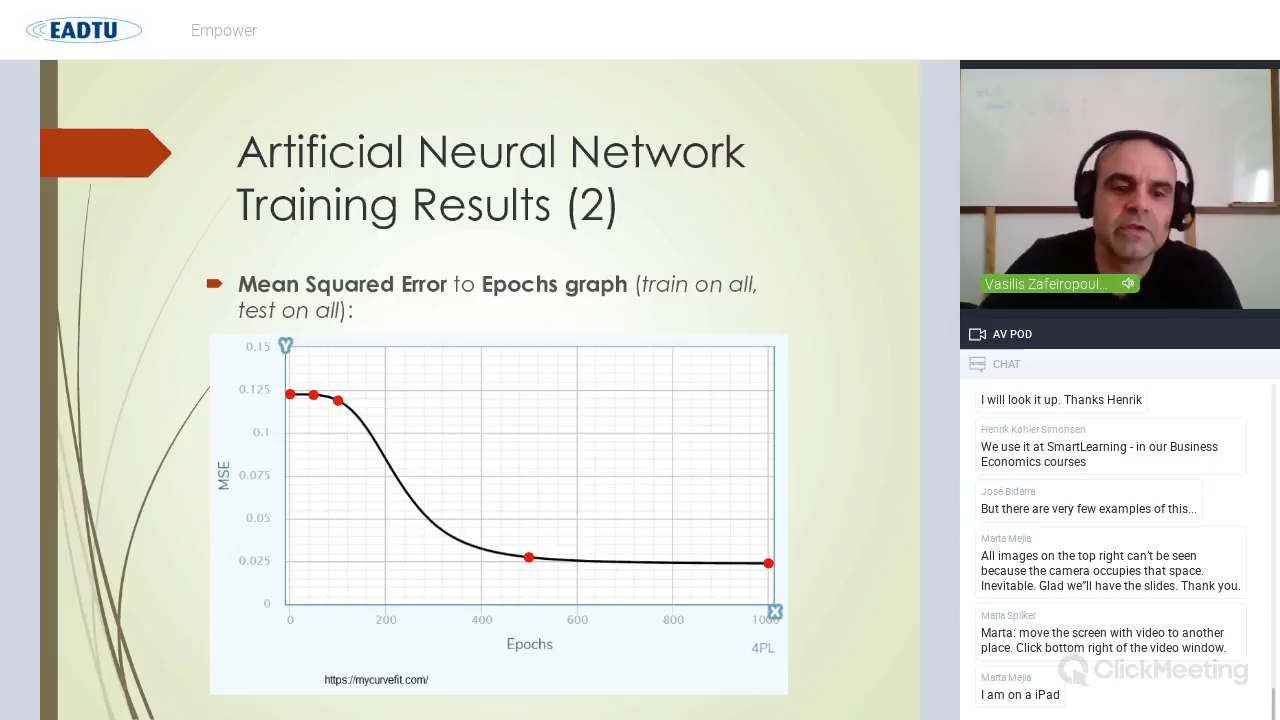 EADTU
Empower
Artificial Neural Network
Training Results (2)
Mean Squared Error to Epochs graph (train on all,
test on all):
0.15
Y
0.125
0.1
0.075
0.05
0.025
0
MSE
0
200
400
600
800
1000
X
Epochs
4PL
https://mycurvefit.com/
Vasilis Zafeiropoul...
AV POD
CHAT
I will look it up. Thanks Henrik
Henrik Køhler Simonsen
We use it at SmartLearning - in our Business
Economics courses
José Bidarra
But there are very few examples of this...
Marta Mejia
All images on the top right can't be seen
because the camera occupies that space.
Inevitable. Glad we"ll have the slides. Thank you.
Maria Spilker
Marta: move the screen with video to another
place. Click bottom right of the video window.
ClickMeeting
Marta Mejia
I am on a iPad